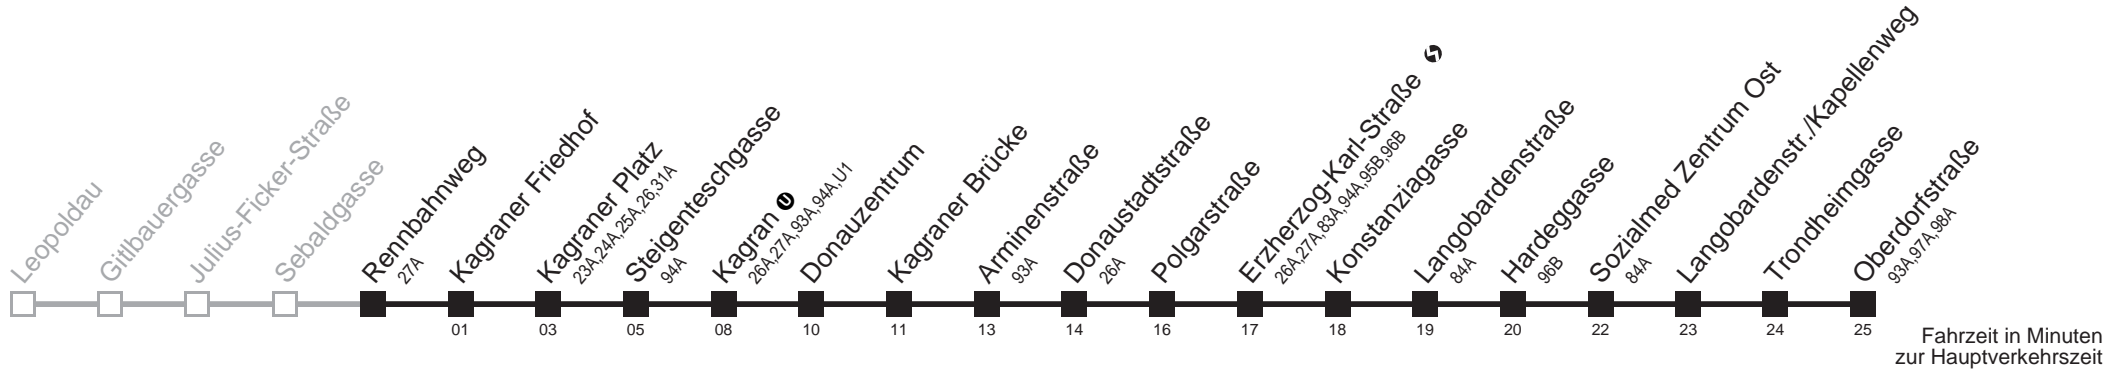 Leopoldau
Gitlbauergasse
Julius-Ficker-Straße
Sebaldgasse
Rennbahnweg
27A
Kagraner Friedhof
01
Kagraner Platz
23A,24A,25A,26,31A
03
Steigenteschgasse
94A
05
Kagran U
26A,27A,93A,94A,U1
08
Donauzentrum
10
Kagraner Brücke
11
Arminenstraße
93A
13
Donaustadtstraße
26A
14
Polgarstraße
16
Erzherzog-Karl-Straße
26A,27A,83A,94A,95B,96B
17
Konstanziagasse
18
Langobardenstraße
84A
19
Hardeggasse
96B
20
Sozialmed Zentrum Ost
84A
22
Langobardenstr./Kapellenweg
23
Trondheimgasse
24
Oberdorfstraße
93A,97A,98A
25
Fahrzeit in Minuten
zur Hauptverkehrszeit